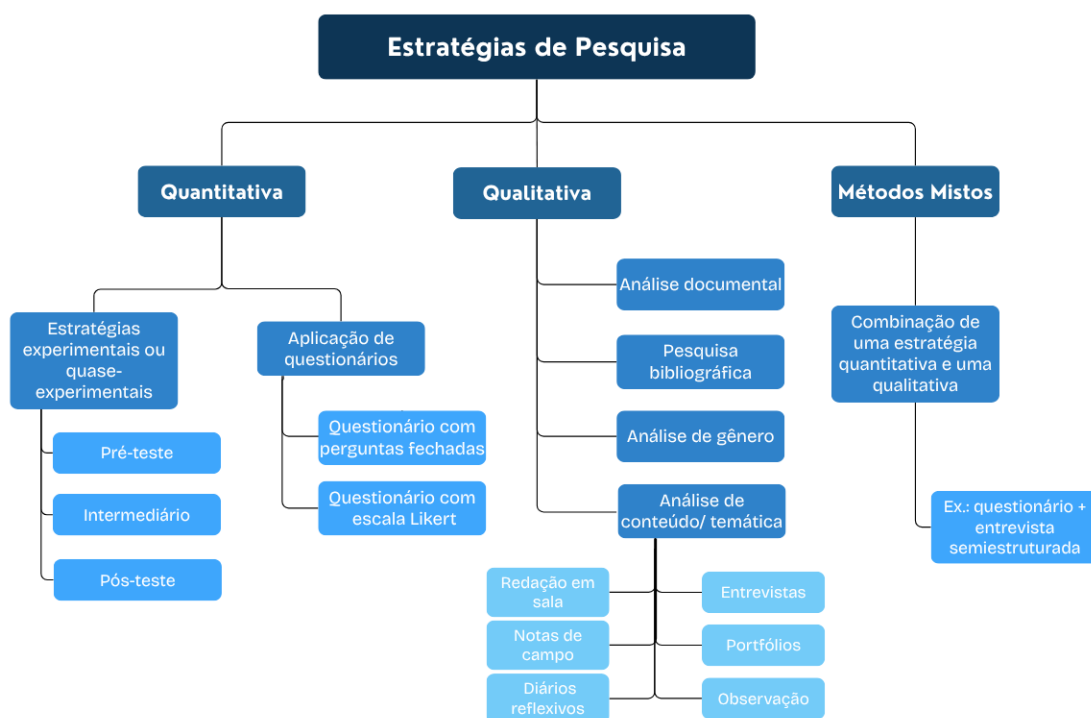 Estratégias de Pesquisa
Quantitativa
Qualitativa
Métodos Mistos
Estratégias
experimentais ou
quase-
experimentais
Pré-teste
Intermediário
Pós-teste
Aplicação de
questionários
Questionário com
perguntas fechadas
Questionário com
escala Likert
Análise documental
Pesquisa
bibliográfica
Análise de gênero
Análise de
conteúdo/ temática
Redação em
sala
Notas de
campo
Diários
reflexivos
Entrevistas
Portfólios
Observação
Combinação de
uma estratégia
quantitativa e uma
qualitativa
Ex.: questionário +
entrevista
semiestruturada